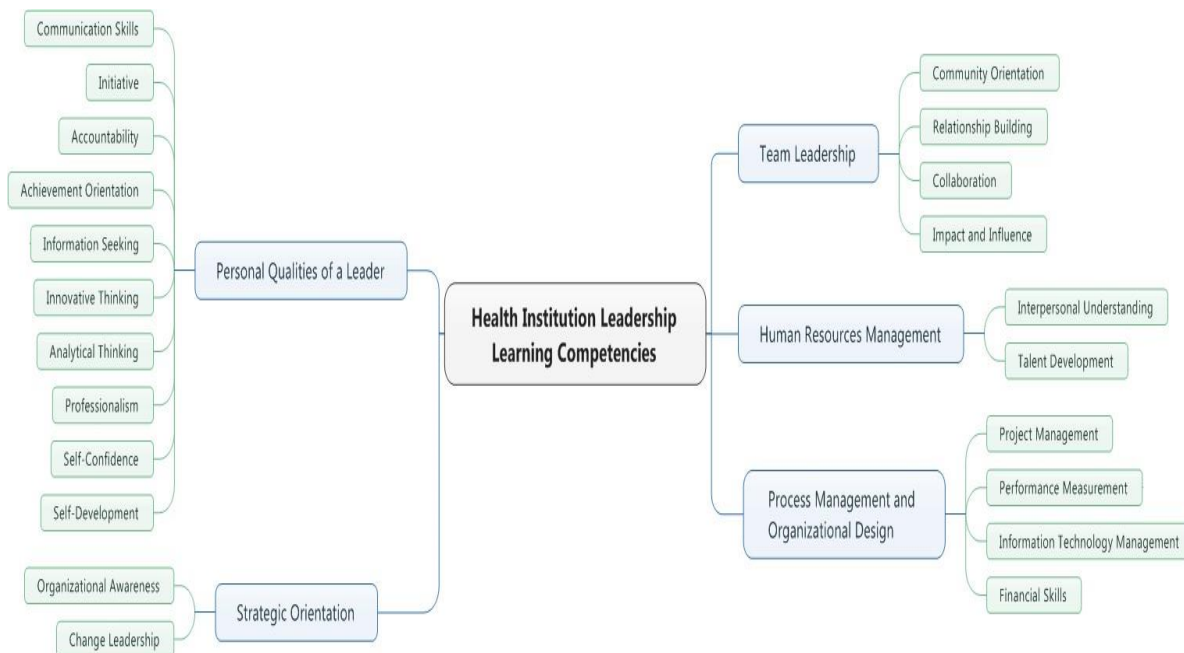 Communication Skills
Initiative
Accountability
Achievement Orientation
Information Seeking
Innovative Thinking
Analytical Thinking
Professionalism
Self-Confidence
Self-Development
Personal Qualities of a Leader
Organizational Awareness
Change Leadership
Strategic Orientation
Health Institution Leadership
Learning Competencies
Team Leadership
Community Orientation
Relationship Building
Collaboration
Impact and Influence
Human Resources Management
Interpersonal Understanding
Talent Development
Process Management and
Organizational Design
Project Management
Performance Measurement
Information Technology Management
Financial Skills